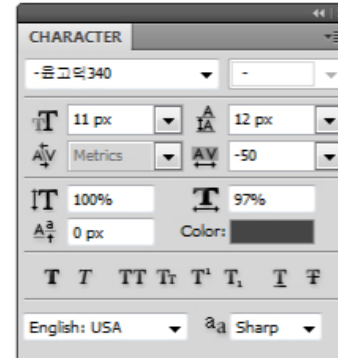 CHARACTER
-윤고딕340 -
11 px 12 px
Metrics -50
100% 97%
0 px Color:
T T TT Tт T¹ T₁ T T
English: USA aa Sharp